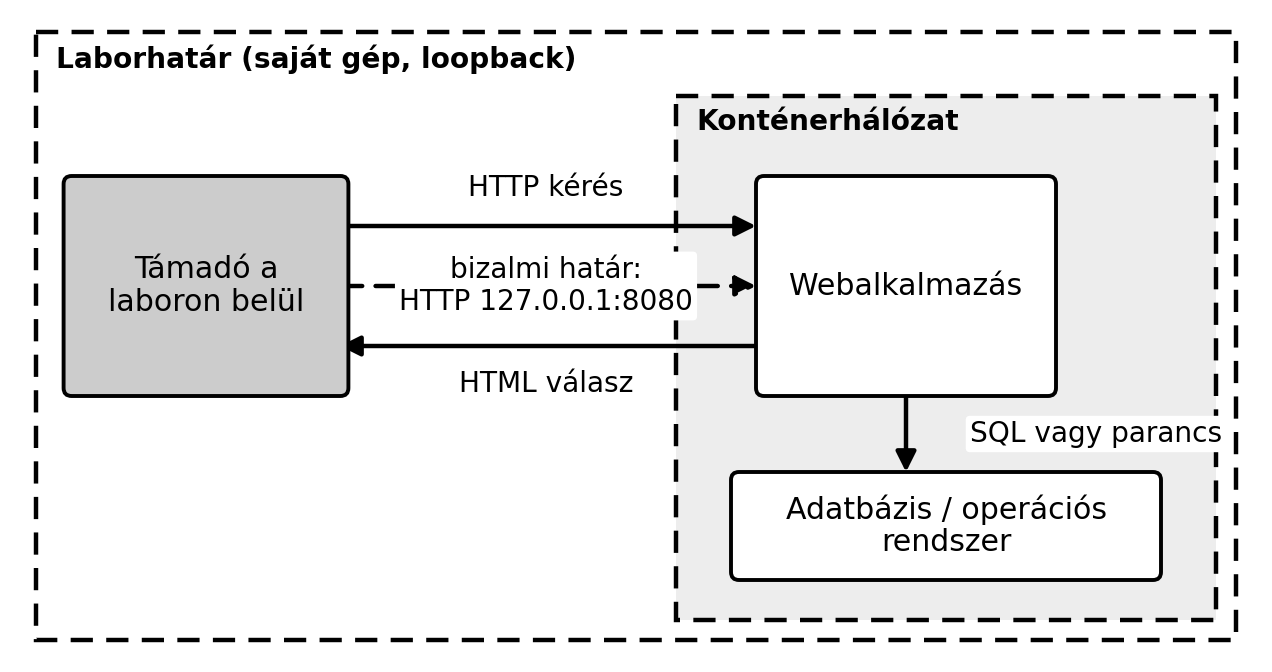 Laborhatár (saját gép, loopback)
Konténerhálózat
HTTP kérés
Támadó a
laboron belül
bizalmi határ:
HTTP 127.0.0.1:8080
Webalkalmazás
HTML válasz
SQL vagy parancs
Adatbázis / operációs
rendszer